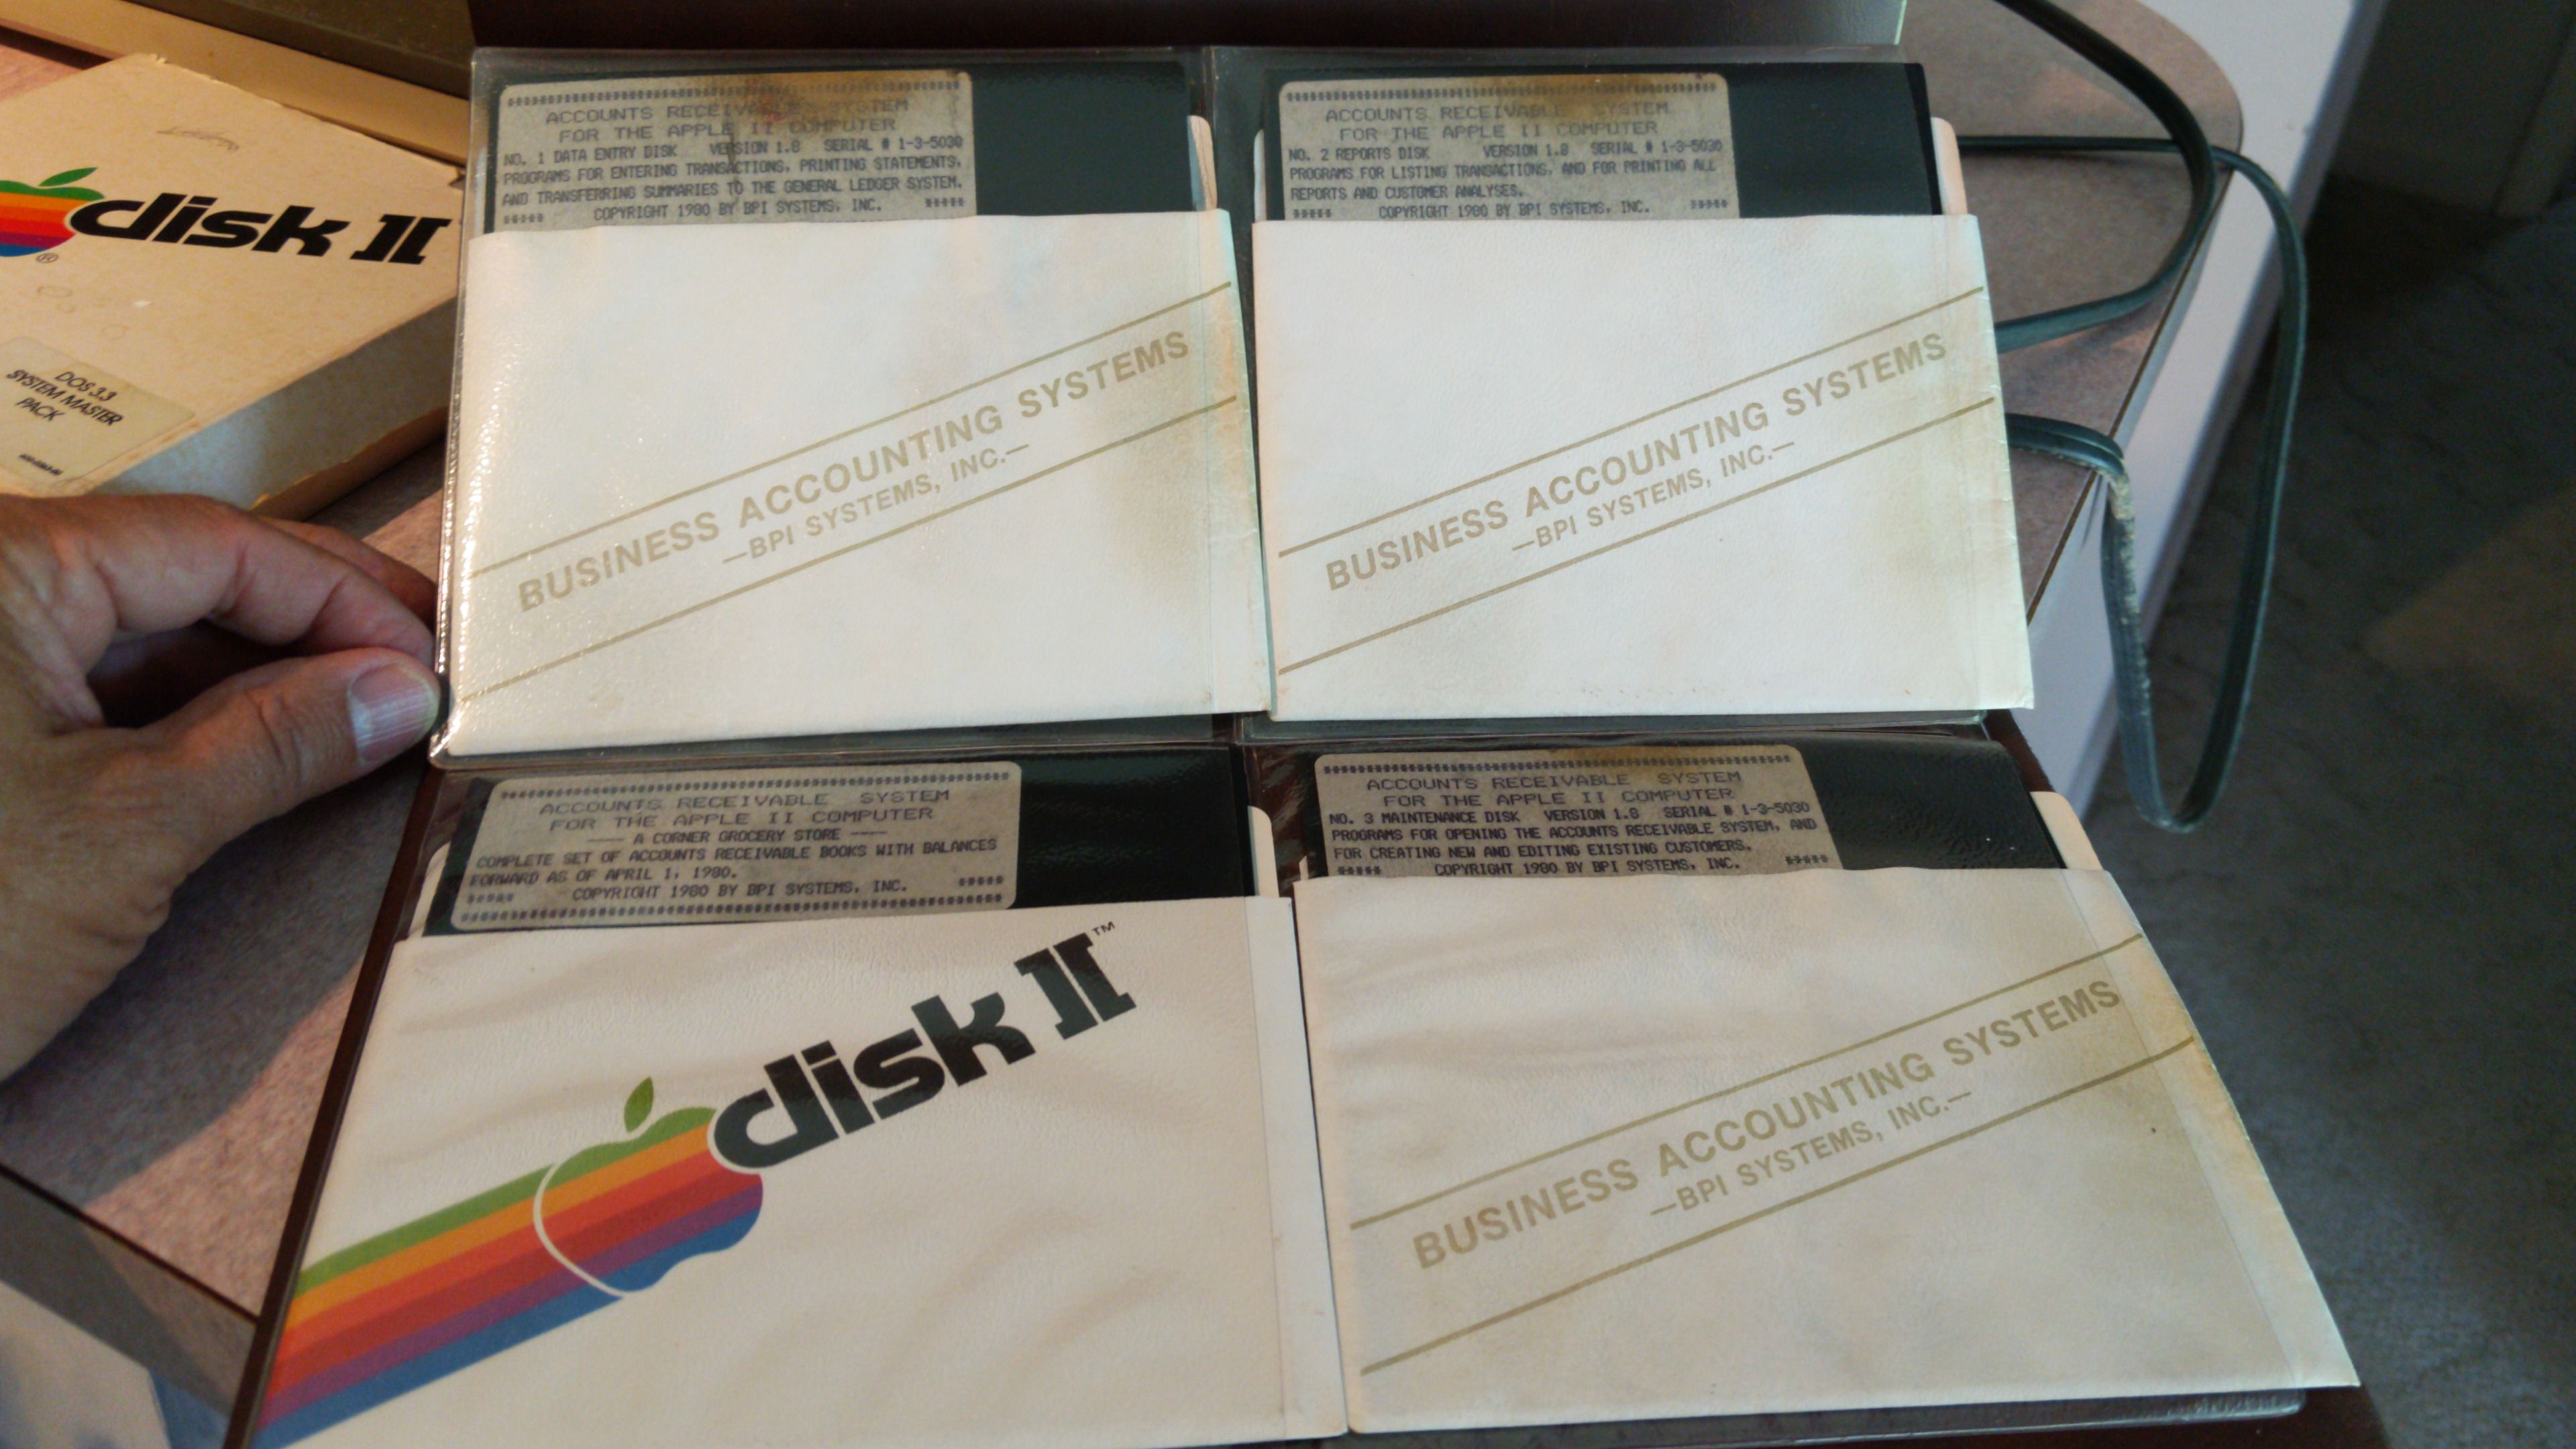 disk II
®
DOS 3.3
SYSTEM MASTER
PACK
ACCOUNTS RECEIVABLE SYSTEM
FOR THE APPLE II COMPUTER
NO. 1 DATA ENTRY DISK VERSION 1.8 SERIAL # 1-3-5030
PROGRAMS FOR ENTERING TRANSACTIONS, PRINTING STATEMENTS,
AND TRANSFERRING SUMMARIES TO THE GENERAL LEDGER SYSTEM.
***** COPYRIGHT 1980 BY BPI SYSTEMS, INC. *****
BUSINESS ACCOUNTING SYSTEMS
—BPI SYSTEMS, INC.—
ACCOUNTS RECEIVABLE SYSTEM
FOR THE APPLE II COMPUTER
NO. 2 REPORTS DISK VERSION 1.8 SERIAL # 1-3-5030
PROGRAMS FOR LISTING TRANSACTIONS, AND FOR PRINTING ALL
REPORTS AND CUSTOMER ANALYSES.
***** COPYRIGHT 1980 BY BPI SYSTEMS, INC. *****
BUSINESS ACCOUNTING SYSTEMS
—BPI SYSTEMS, INC.—
ACCOUNTS RECEIVABLE SYSTEM
FOR THE APPLE II COMPUTER
---- A CORNER GROCERY STORE ----
COMPLETE SET OF ACCOUNTS RECEIVABLE BOOKS WITH BALANCES
FORWARD AS OF APRIL 1, 1980.
***** COPYRIGHT 1980 BY BPI SYSTEMS, INC. *****
disk II™
ACCOUNTS RECEIVABLE SYSTEM
FOR THE APPLE II COMPUTER
NO. 3 MAINTENANCE DISK VERSION 1.8 SERIAL # 1-3-5030
PROGRAMS FOR OPENING THE ACCOUNTS RECEIVABLE SYSTEM, AND
FOR CREATING NEW AND EDITING EXISTING CUSTOMERS.
***** COPYRIGHT 1980 BY BPI SYSTEMS, INC. *****
BUSINESS ACCOUNTING SYSTEMS
—BPI SYSTEMS, INC.—